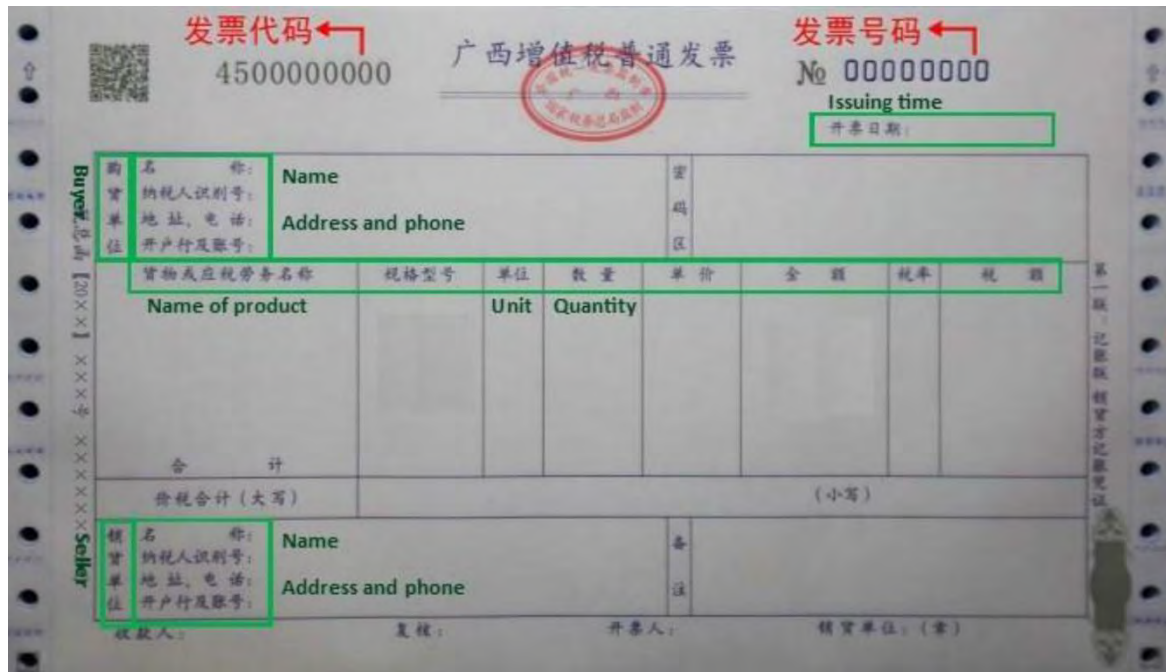 发票代码
发票号码
4500000000
广西增值税普通发票
№ 00000000
Issuing time
开票日期:
Buyer
购货单位
名 称:
Name
纳税人识别号:
地 址、电 话:
Address and phone
开户行及账号:
密码区
货物或应税劳务名称 规格型号 单位 数 量 单 价 金 额 税率 税 额
Name of product Unit Quantity
合 计
价税合计(大写) (小写)
Seller
销货单位
名 称:
Name
纳税人识别号:
地 址、电 话:
Address and phone
开户行及账号:
备注
收款人: 复核: 开票人: 销货单位:(章)
【20××】×××号 ××××××
第一联:记账联 销货方记账凭证